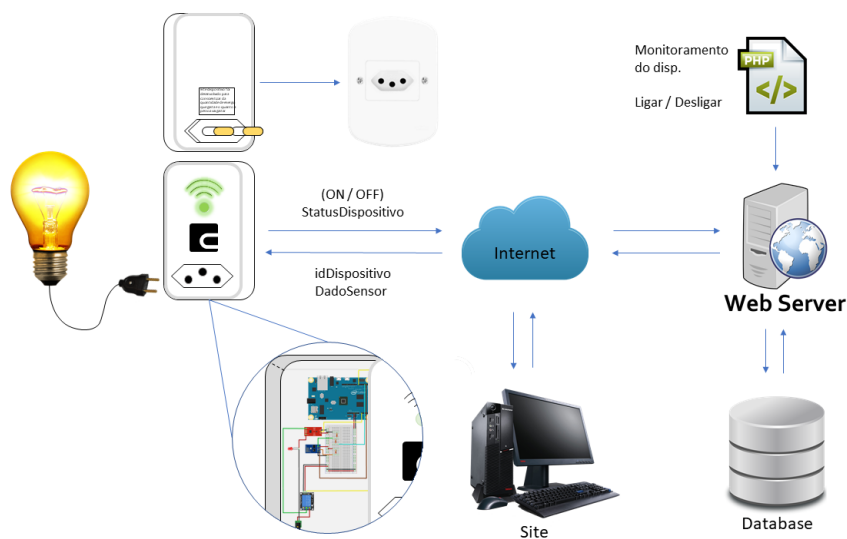 Monitoramento
do disp.
Ligar / Desligar
PHP
</>
(ON / OFF)
StatusDispositivo
idDispositivo
DadoSensor
Internet
Web Server
Site
Database